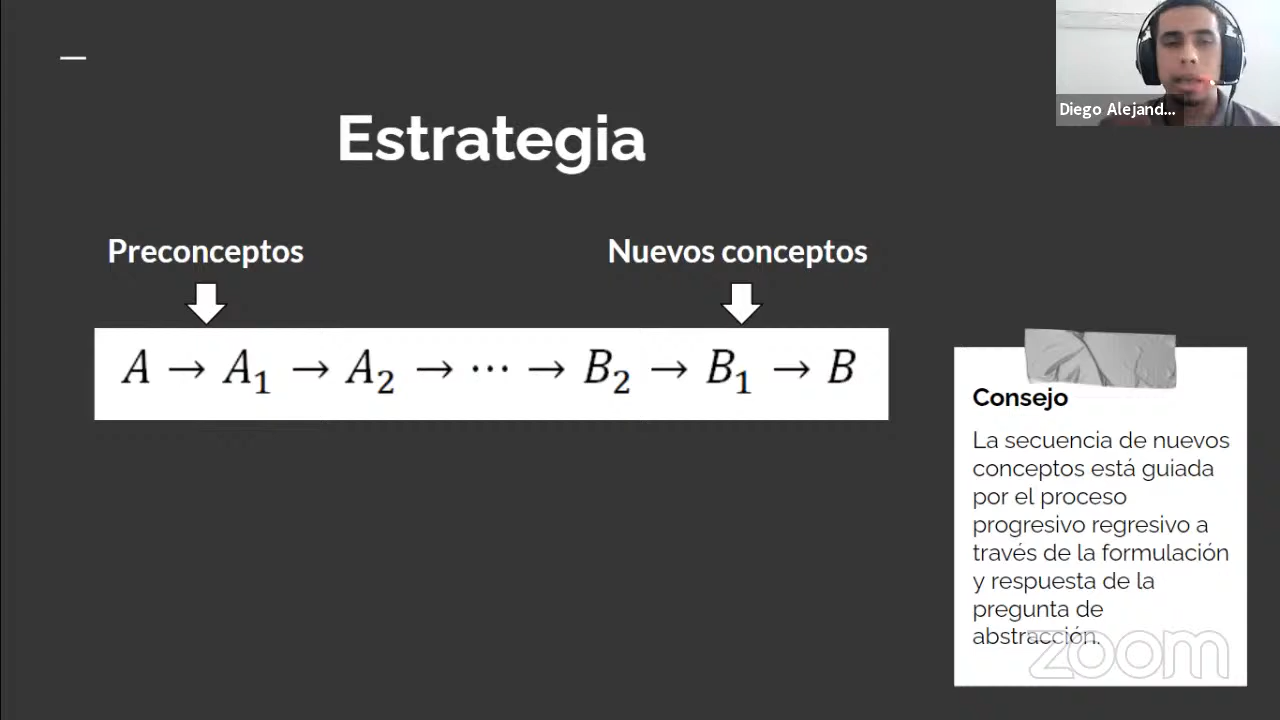 Diego Alejand...
Estrategia
Preconceptos
Nuevos conceptos
A → A₁ → A₂ → ⋯ → B₂ → B₁ → B
Consejo
La secuencia de nuevos
conceptos está guiada
por el proceso
progresivo regresivo a
través de la formulación
y respuesta de la
pregunta de
abstracción.
zoom